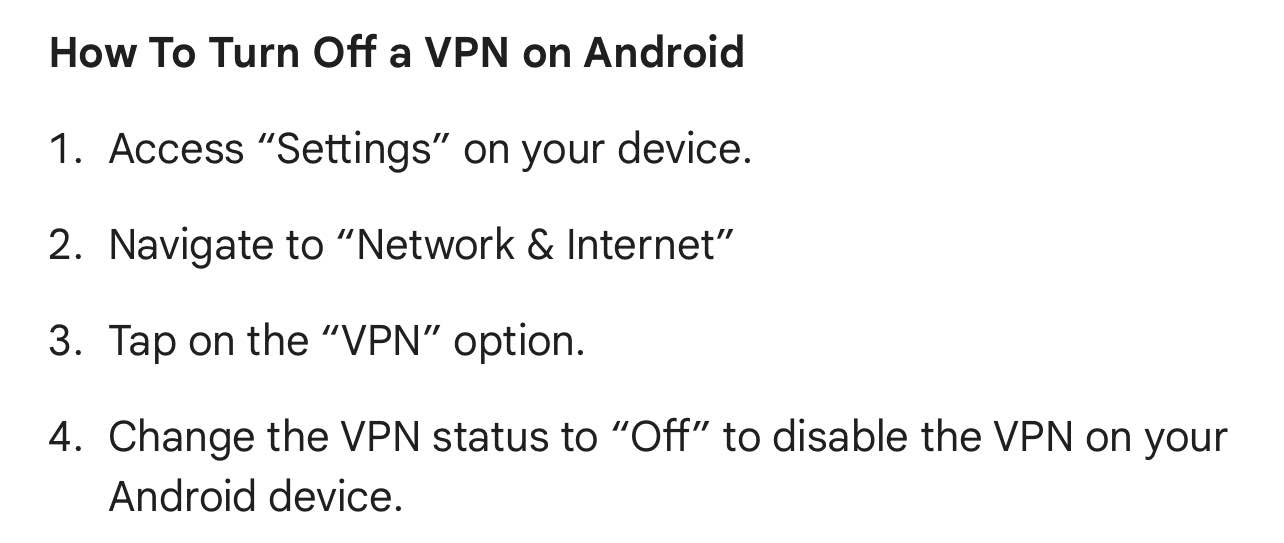 How To Turn Off a VPN on Android
1. Access “Settings” on your device.
2. Navigate to “Network & Internet”
3. Tap on the “VPN” option.
4. Change the VPN status to “Off” to disable the VPN on your
Android device.